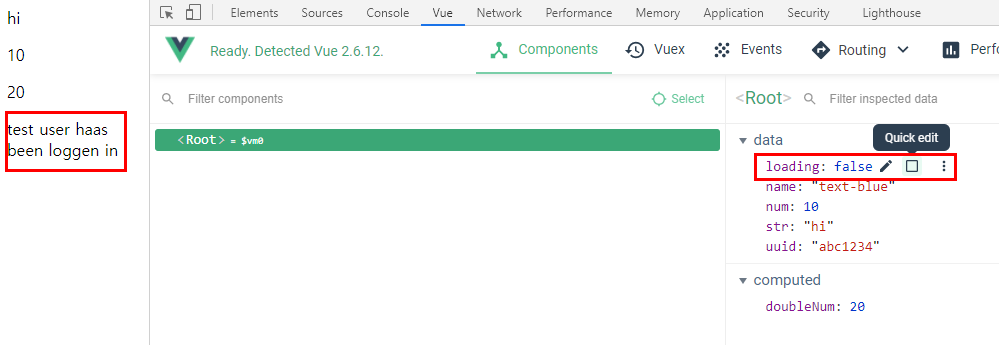 hi
10
20
test user haas
been loggen in
Elements Sources Console Vue Network Performance Memory Application Security Lighthouse
Ready. Detected Vue 2.6.12. Components Vuex Events Routing Perfor
Filter components Select <Root> Filter inspected data
<Root> = $vm0
Quick edit
data
loading: false
name: "text-blue"
num: 10
str: "hi"
uuid: "abc1234"
computed
doubleNum: 20